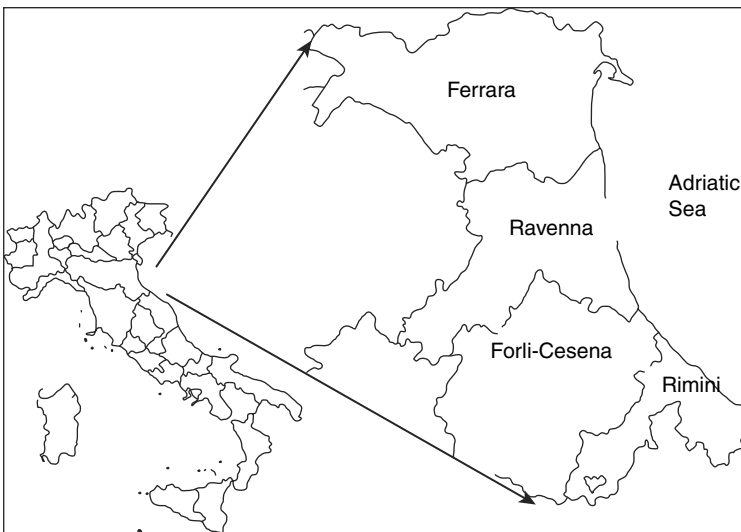 Ferrara
Adriatic
Sea
Ravenna
Forli-Cesena
Rimini